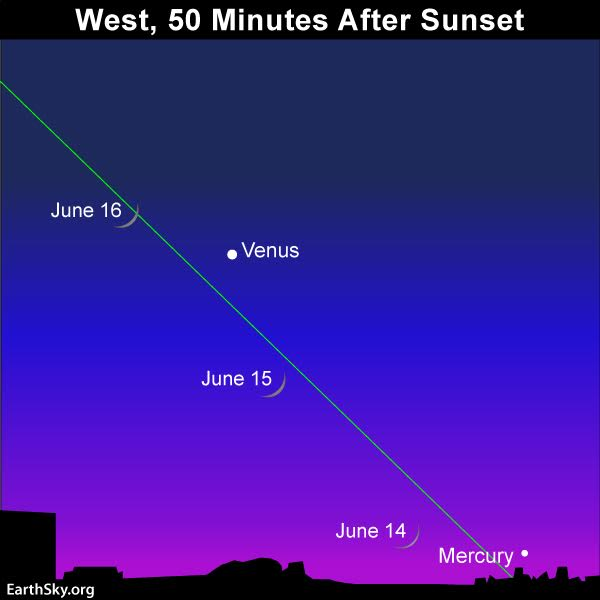 West, 50 Minutes After Sunset
June 16
Venus
June 15
June 14
Mercury
EarthSky.org